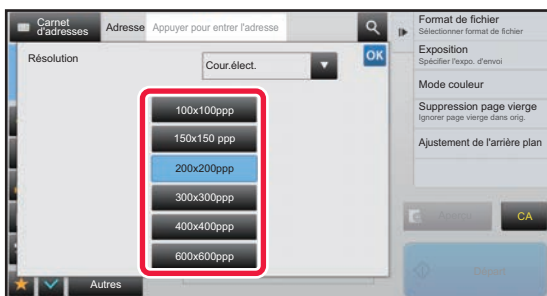 Carnet
d'adresses
Adresse
Appuyer pour entrer l'adresse
Résolution
Cour.élect.
OK
100x100ppp
150x150 ppp
200x200ppp
300x300ppp
400x400ppp
600x600ppp
Autres
Format de fichier
Sélectionner format de fichier
Exposition
Spécifier l'expo. d'envoi
Mode couleur
Suppression page vierge
Ignorer page vierge dans orig.
Ajustement de l'arrière plan
CA
Départ